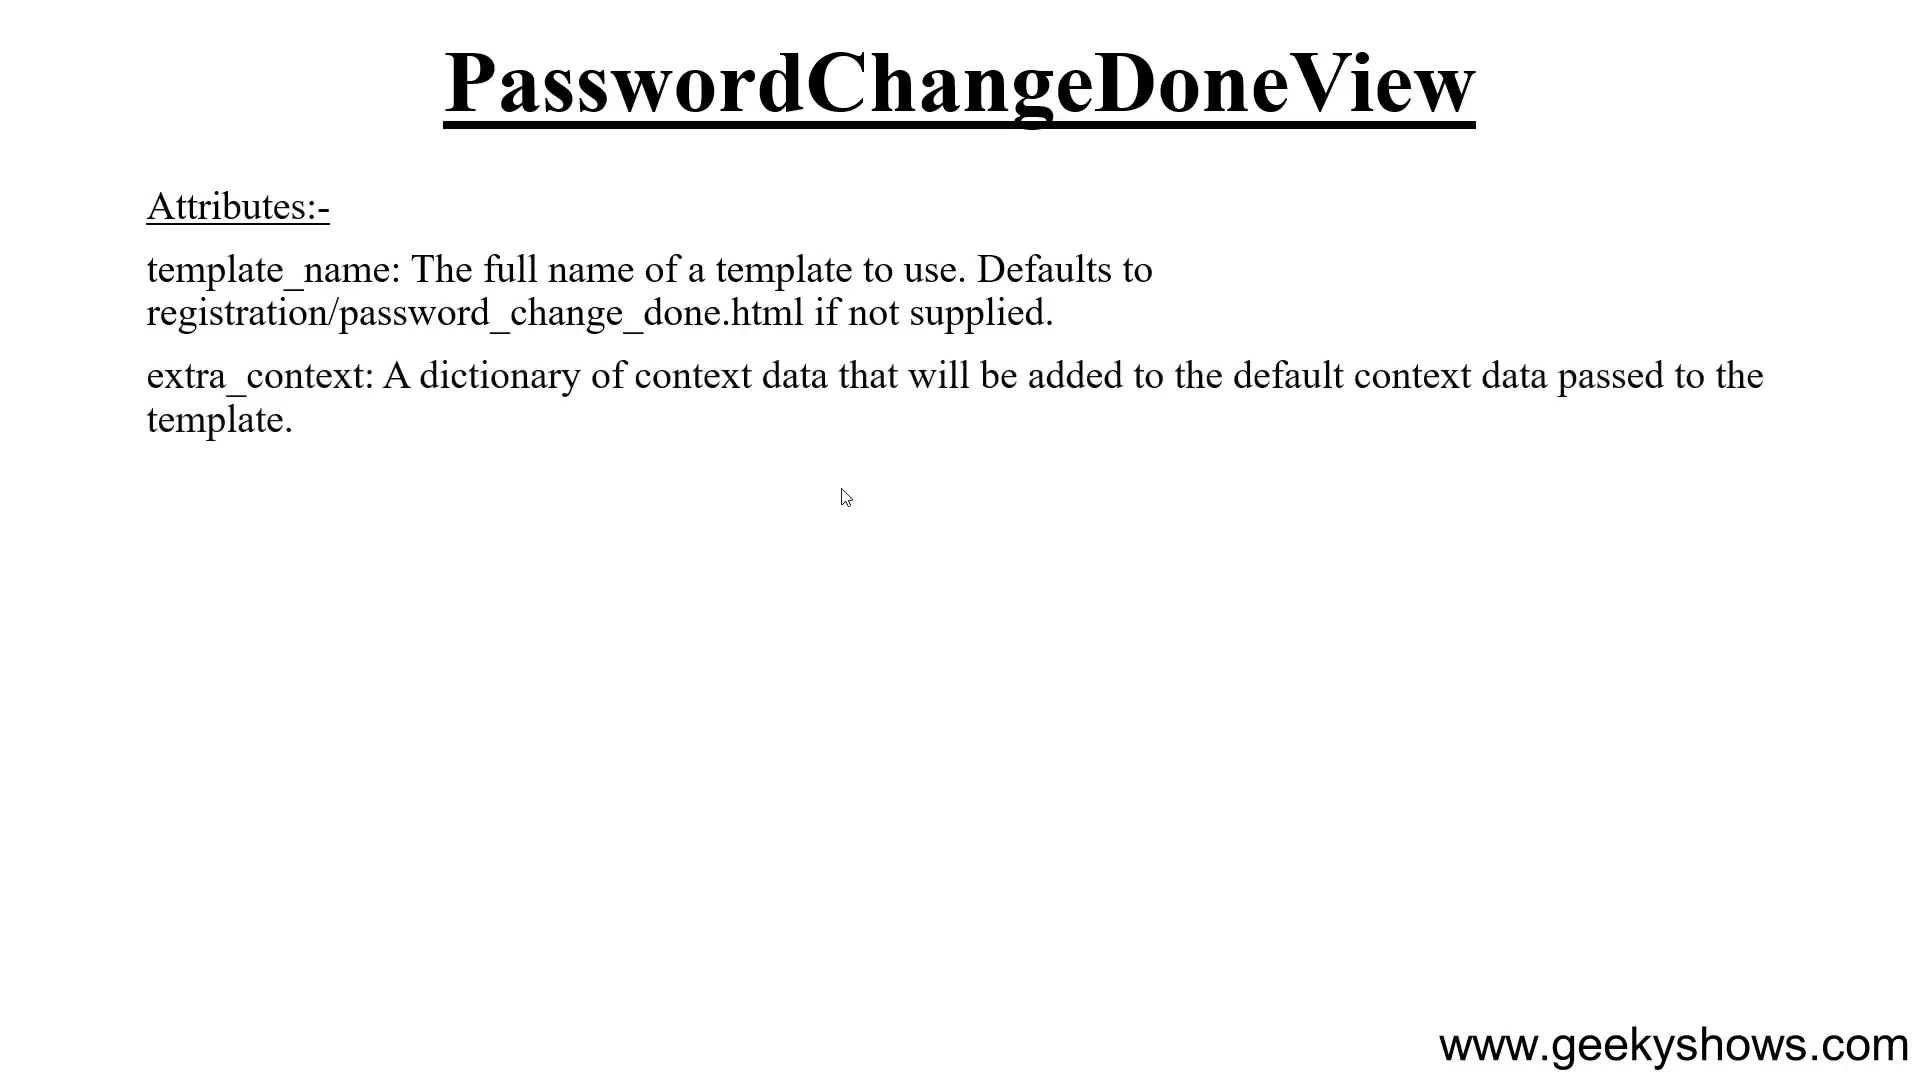 PasswordChangeDoneView
Attributes:-
template_name: The full name of a template to use. Defaults to
registration/password_change_done.html if not supplied.
extra_context: A dictionary of context data that will be added to the default context data passed to the
template.
www.geekyshows.com